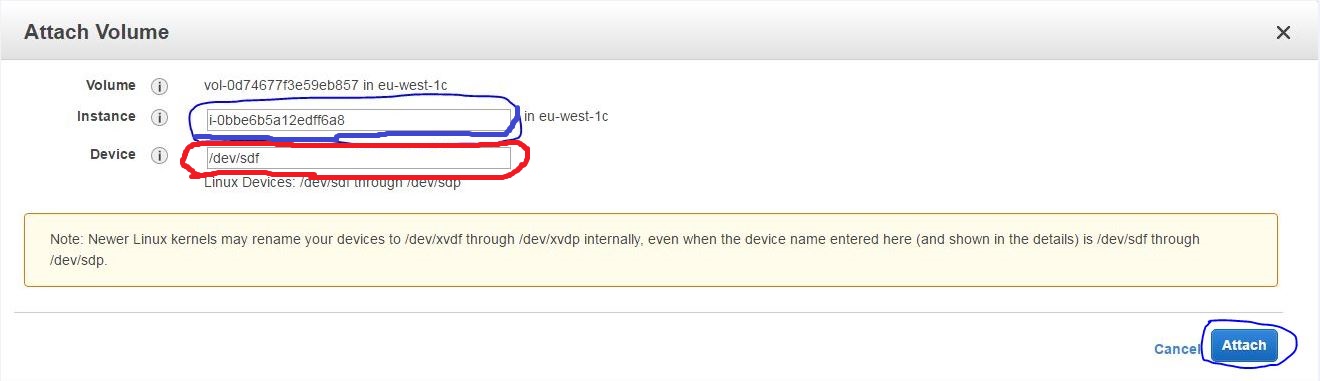 Attach Volume
Volume i vol-0d74677f3e59eb857 in eu-west-1c
Instance i i-0bbe6b5a12edff6a8 in eu-west-1c
Device i /dev/sdf
Linux Devices: /dev/sdf through /dev/sdp
Note: Newer Linux kernels may rename your devices to /dev/xvdf through /dev/xvdp internally, even when the device name entered here (and shown in the details) is /dev/sdf through
/dev/sdp.
Cancel Attach